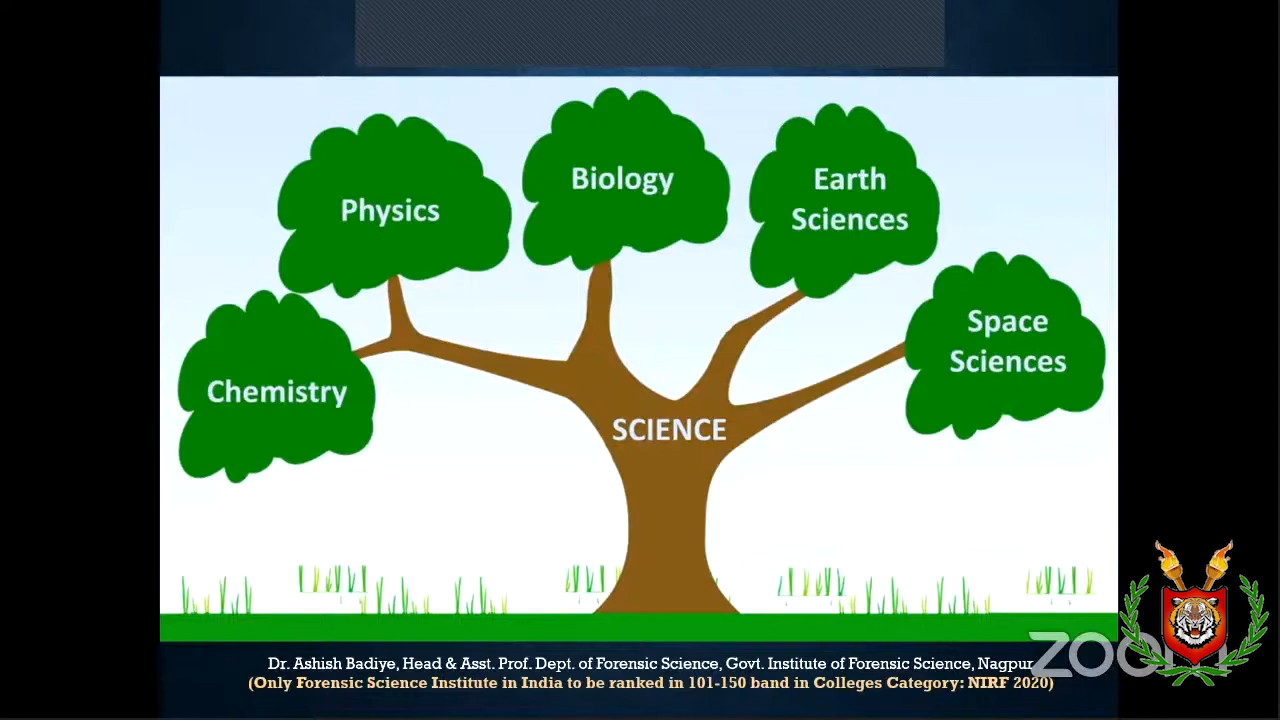 Physics
Biology
Earth
Sciences
Space
Sciences
Chemistry
SCIENCE
Dr. Ashish Badiye, Head & Asst. Prof. Dept. of Forensic Science, Govt. Institute of Forensic Science, Nagpur
(Only Forensic Science Institute in India to be ranked in 101-150 band in Colleges Category: NIRF 2020)
zoom